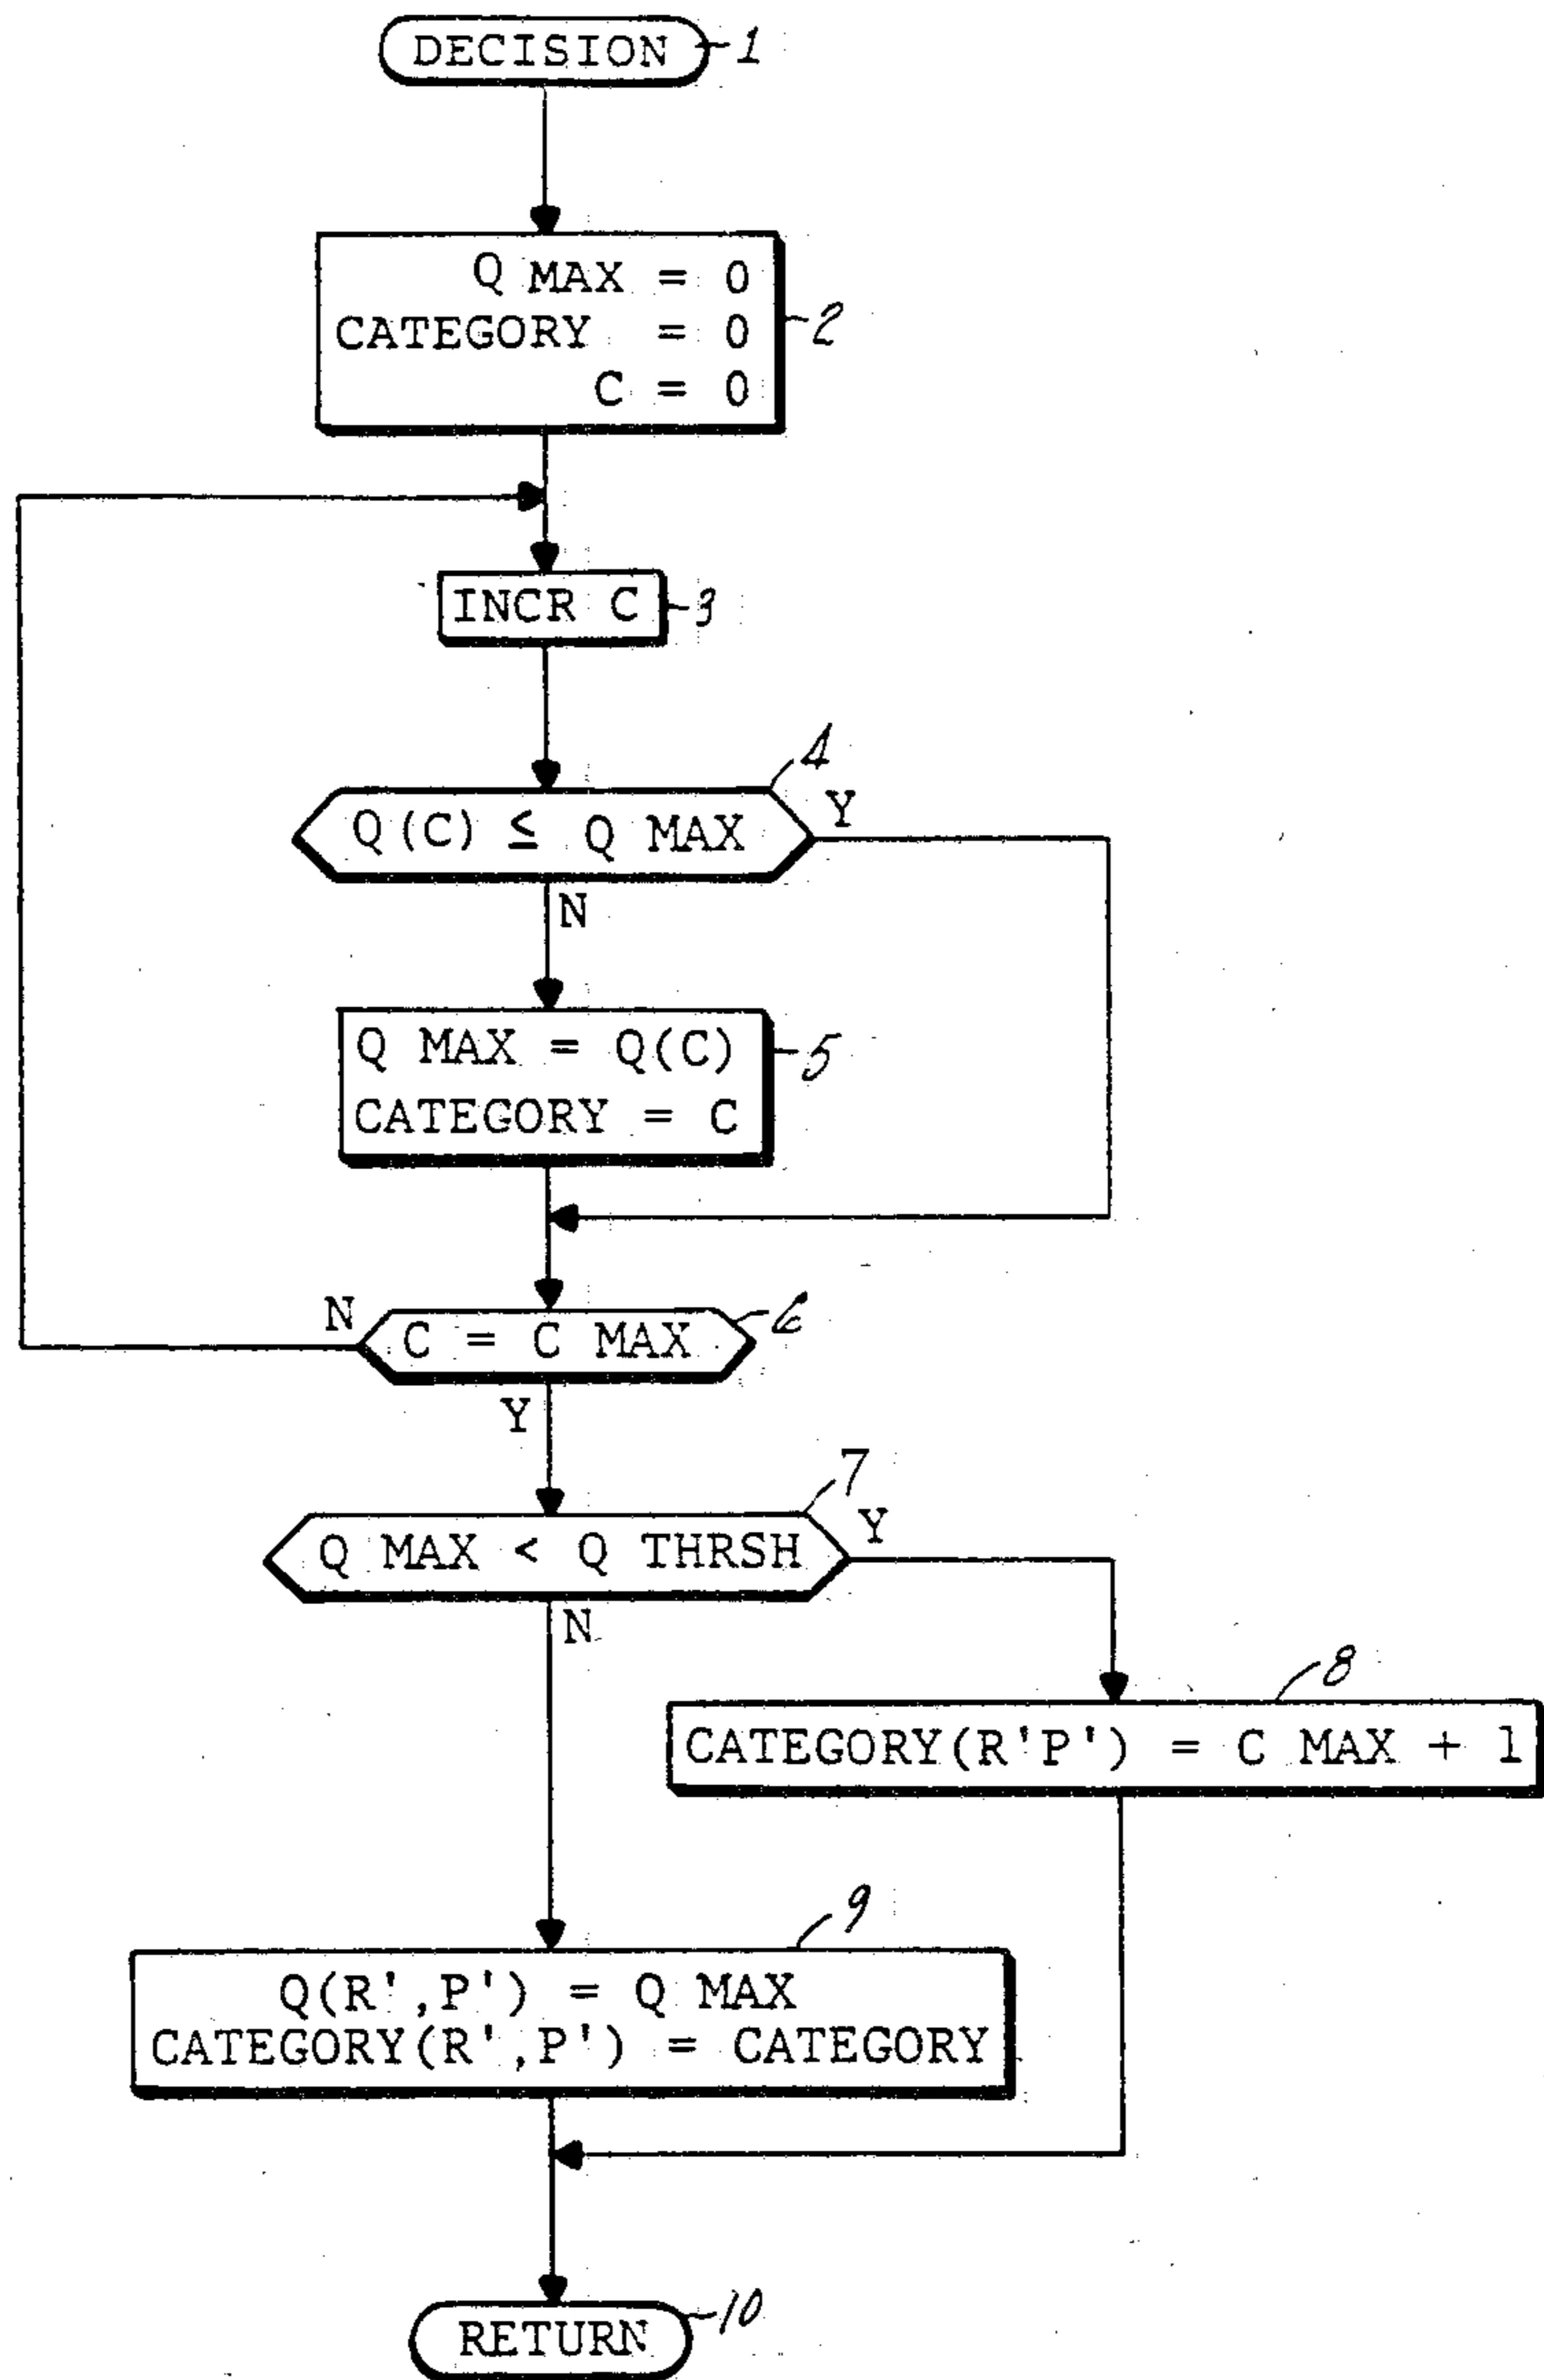 DECISION 1
Q MAX = 0
CATEGORY = 0
C = 0
2
INCR C 3
4
Q(C) ≤ Q MAX Y
N
Q MAX = Q(C)
CATEGORY = C
5
N
C = C MAX 6
Y
7
Q MAX < Q THRSH Y
N
8
CATEGORY(R'P') = C MAX + 1
9
Q(R',P') = Q MAX
CATEGORY(R',P') = CATEGORY
RETURN 10